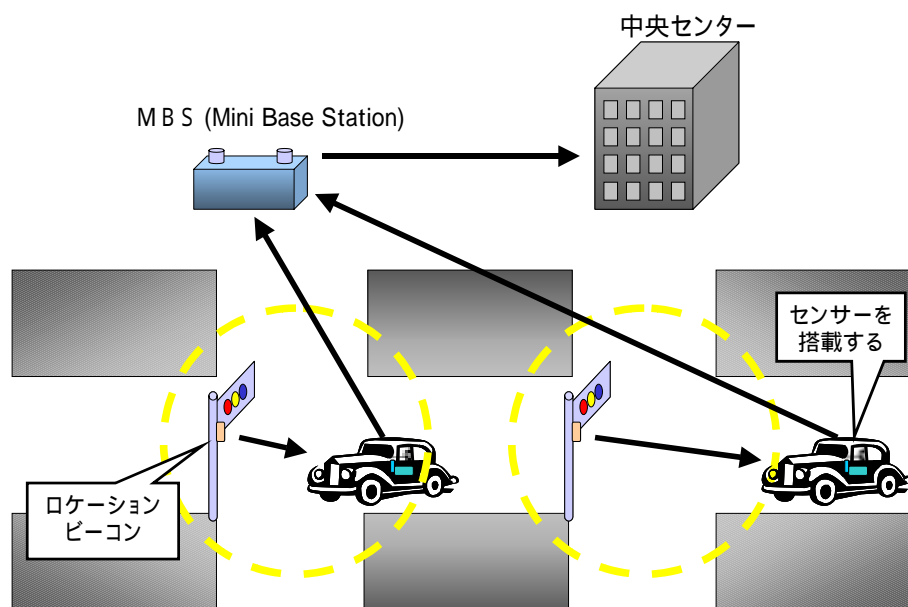 中央センター
ＭＢＳ (Mini Base Station)
センサーを
搭載する
ロケーション
ビーコン